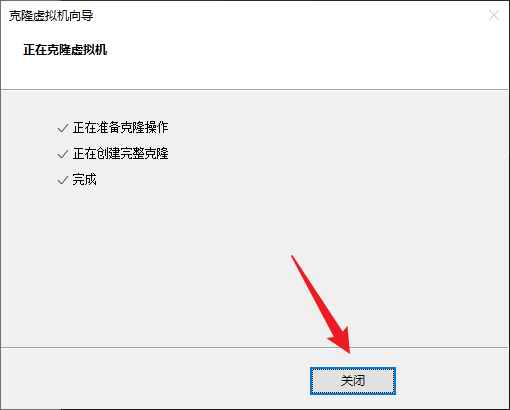 克隆虚拟机向导
正在克隆虚拟机
正在准备克隆操作
正在创建完整克隆
完成
关闭